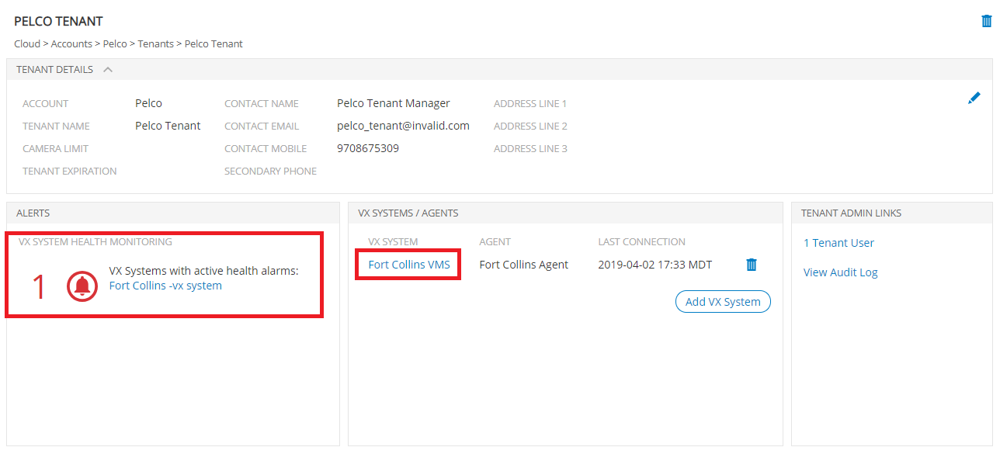 PELCO TENANT
Cloud > Accounts > Pelco > Tenants > Pelco Tenant
TENANT DETAILS
ACCOUNT Pelco CONTACT NAME Pelco Tenant Manager ADDRESS LINE 1
TENANT NAME Pelco Tenant CONTACT EMAIL pelco_tenant@invalid.com ADDRESS LINE 2
CAMERA LIMIT CONTACT MOBILE 9708675309 ADDRESS LINE 3
TENANT EXPIRATION SECONDARY PHONE
ALERTS
VX SYSTEM HEALTH MONITORING
1
VX Systems with active health alarms:
Fort Collins -vx system
VX SYSTEMS / AGENTS
VX SYSTEM AGENT LAST CONNECTION
Fort Collins VMS Fort Collins Agent 2019-04-02 17:33 MDT
Add VX System
TENANT ADMIN LINKS
1 Tenant User
View Audit Log